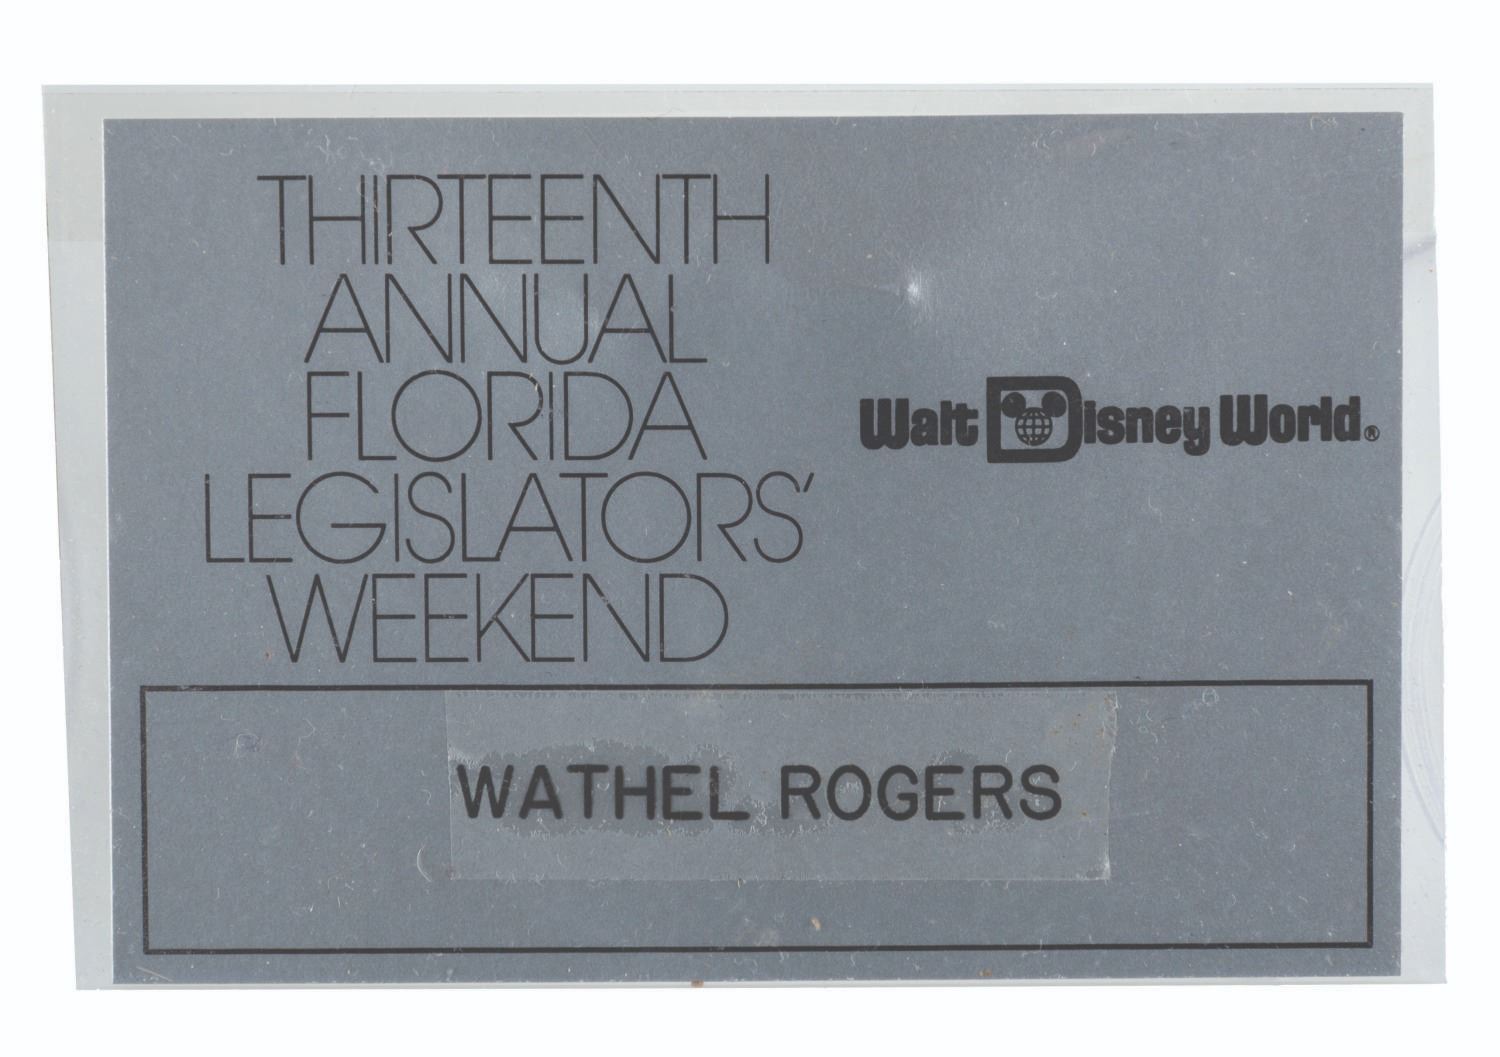 THIRTEENTH
ANNUAL
FLORIDA
LEGISLATORS'
WEEKEND
Walt Disney World®
WATHEL ROGERS